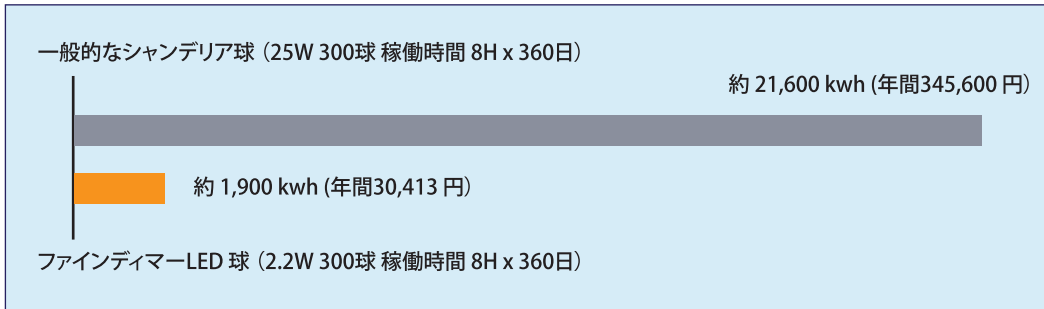 一般的なシャンデリア球（25W 300球 稼働時間 8H x 360日）
約 21,600 kwh (年間345,600 円）
約 1,900 kwh (年間30,413 円）
ファインディマーLED 球（2.2W 300球 稼働時間 8H x 360日）